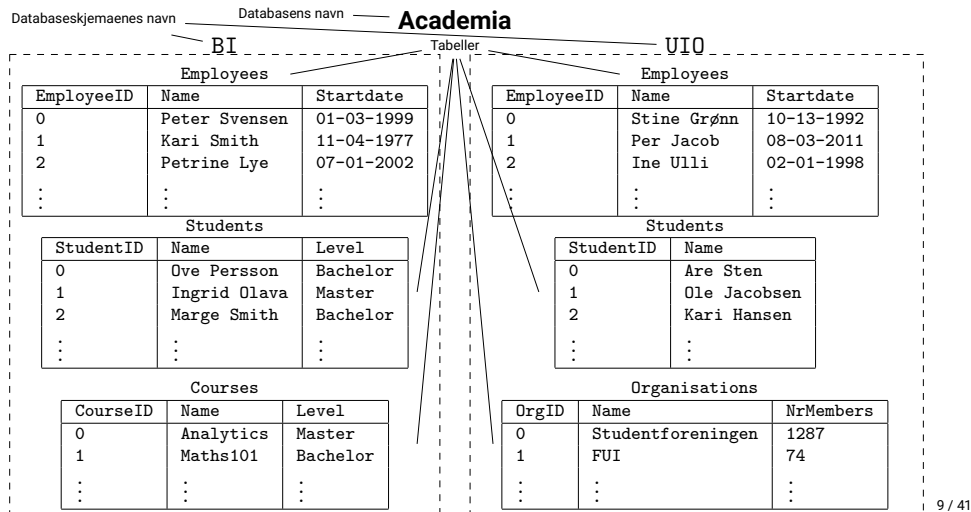 Databaseskjemaenes navn
Databasens navn
Academia
BI
Tabeller
UIO
Employees
EmployeeID Name Startdate
0 Peter Svensen 01-03-1999
1 Kari Smith 11-04-1977
2 Petrine Lye 07-01-2002
⋮ ⋮ ⋮
Students
StudentID Name Level
0 Ove Persson Bachelor
1 Ingrid Olava Master
2 Marge Smith Bachelor
⋮ ⋮ ⋮
Courses
CourseID Name Level
0 Analytics Master
1 Maths101 Bachelor
⋮ ⋮ ⋮
Employees
EmployeeID Name Startdate
0 Stine Grønn 10-13-1992
1 Per Jacob 08-03-2011
2 Ine Ulli 02-01-1998
⋮ ⋮ ⋮
Students
StudentID Name
0 Are Sten
1 Ole Jacobsen
2 Kari Hansen
⋮ ⋮
Organisations
OrgID Name NrMembers
0 Studentforeningen 1287
1 FUI 74
⋮ ⋮ ⋮
9 / 41